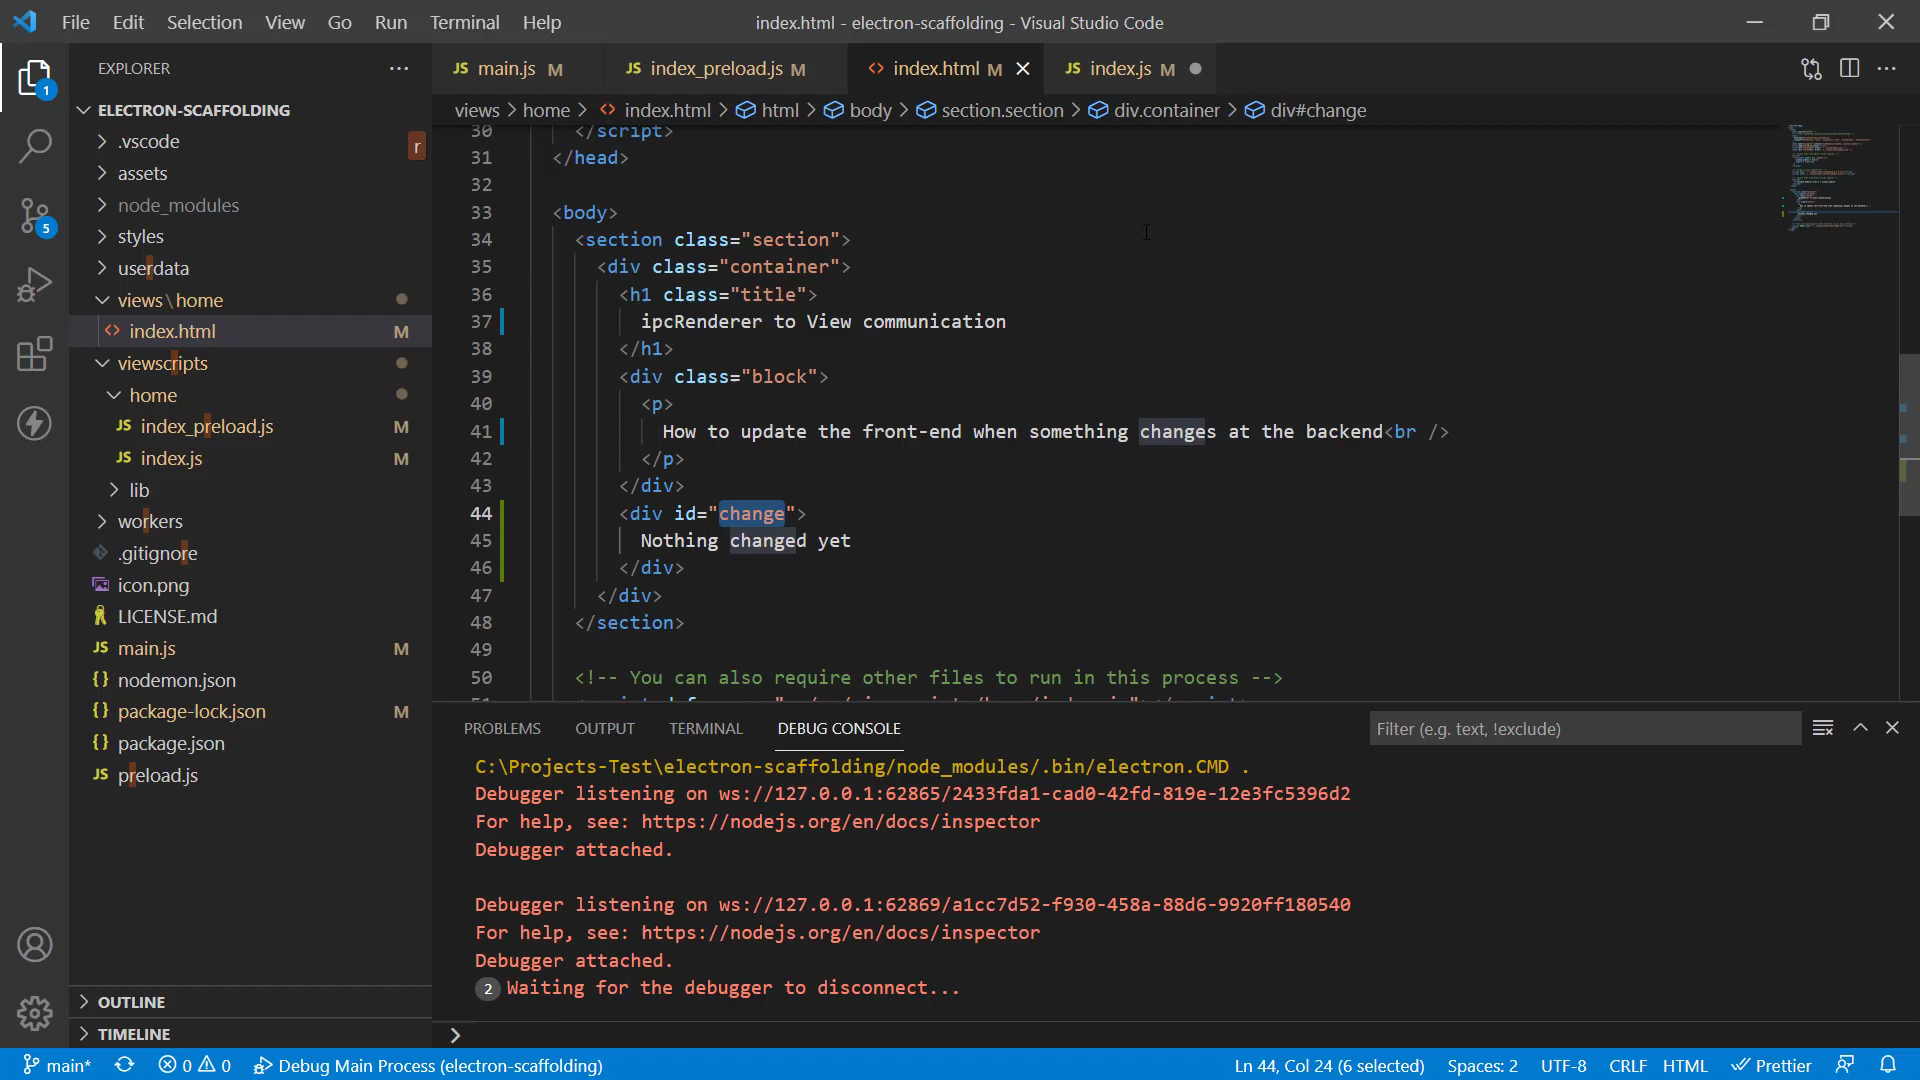 File Edit Selection View Go Run Terminal Help
index.html - electron-scaffolding - Visual Studio Code
EXPLORER
1
5
ELECTRON-SCAFFOLDING
.vscode
r
assets
node_modules
styles
userdata
views\home
index.html M
viewscripts
home
index_preload.js M
index.js M
lib
workers
.gitignore
icon.png
LICENSE.md
main.js M
nodemon.json
package-lock.json M
package.json
preload.js
OUTLINE
TIMELINE
main.js M index_preload.js M index.html M index.js M
views > home > index.html > html > body > section.section > div.container > div#change
30 </script>
31 </head>
32
33 <body>
34 <section class="section">
35 <div class="container">
36 <h1 class="title">
37 ipcRenderer to View communication
38 </h1>
39 <div class="block">
40 <p>
41 How to update the front-end when something changes at the backend<br />
42 </p>
43 </div>
44 <div id="change">
45 Nothing changed yet
46 </div>
47 </div>
48 </section>
49
50 <!-- You can also require other files to run in this process -->
PROBLEMS OUTPUT TERMINAL DEBUG CONSOLE
Filter (e.g. text, !exclude)
C:\Projects-Test\electron-scaffolding/node_modules/.bin/electron.CMD .
Debugger listening on ws://127.0.0.1:62865/2433fda1-cad0-42fd-819e-12e3fc5396d2
For help, see: https://nodejs.org/en/docs/inspector
Debugger attached.
Debugger listening on ws://127.0.0.1:62869/a1cc7d52-f930-458a-88d6-9920ff180540
For help, see: https://nodejs.org/en/docs/inspector
Debugger attached.
2 Waiting for the debugger to disconnect...
main* 0 0 Debug Main Process (electron-scaffolding)
Ln 44, Col 24 (6 selected) Spaces: 2 UTF-8 CRLF HTML Prettier